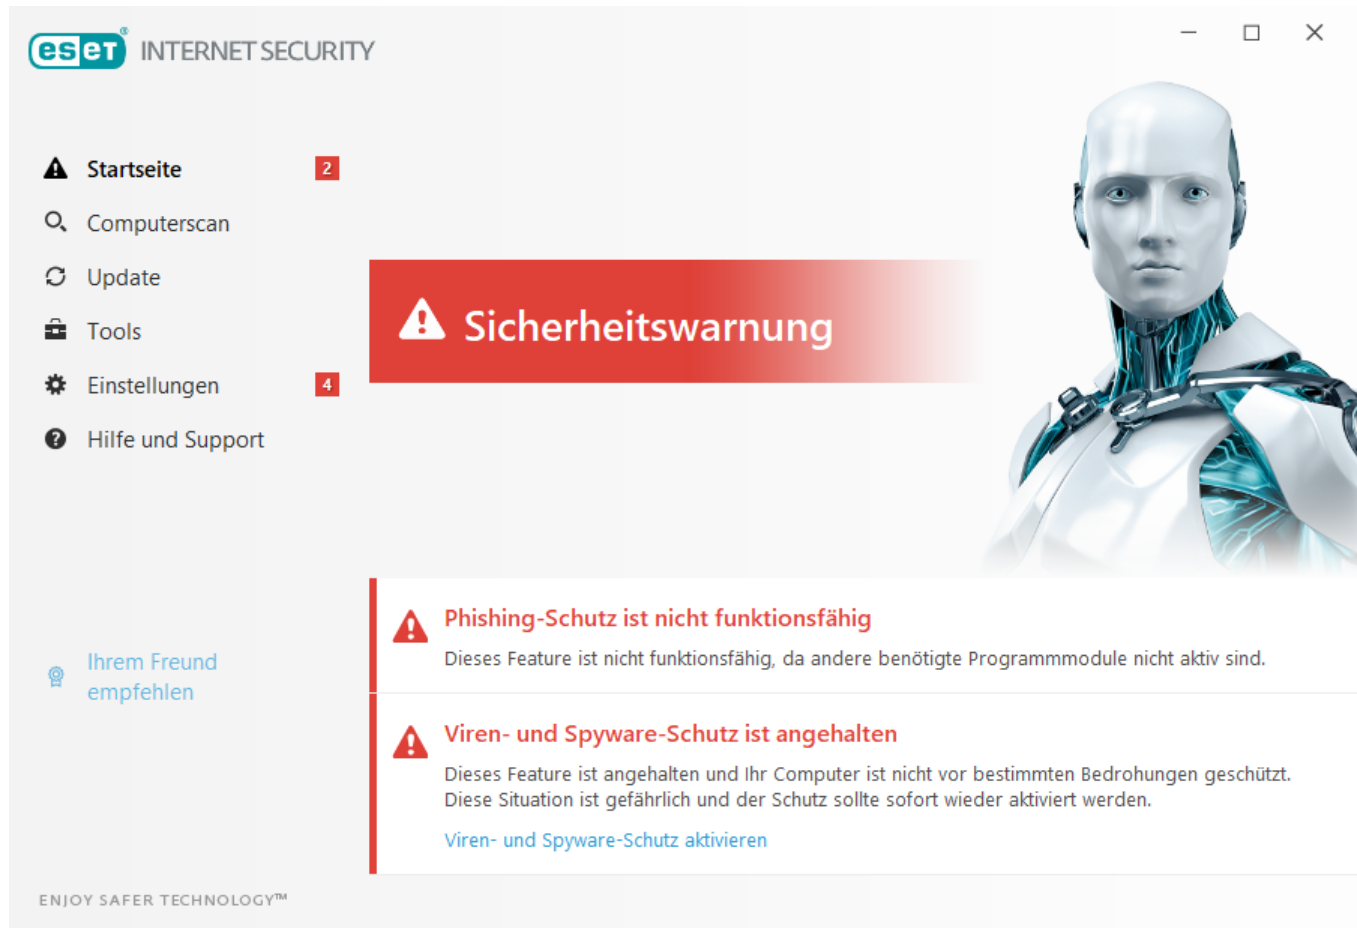 eset® INTERNET SECURITY
Startseite 2
Computerscan
Update
Tools
Einstellungen 4
Hilfe und Support
Ihrem Freund
empfehlen
ENJOY SAFER TECHNOLOGY™
Sicherheitswarnung
Phishing-Schutz ist nicht funktionsfähig
Dieses Feature ist nicht funktionsfähig, da andere benötigte Programmmodule nicht aktiv sind.
Viren- und Spyware-Schutz ist angehalten
Dieses Feature ist angehalten und Ihr Computer ist nicht vor bestimmten Bedrohungen geschützt.
Diese Situation ist gefährlich und der Schutz sollte sofort wieder aktiviert werden.
Viren- und Spyware-Schutz aktivieren